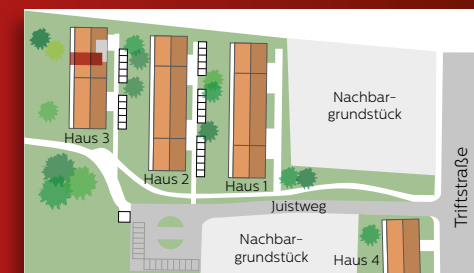 Nachbar-
grundstück
Haus 3
Haus 2
Haus 1
Triftstraße
Juistweg
Nachbar-
grundstück
Haus 4